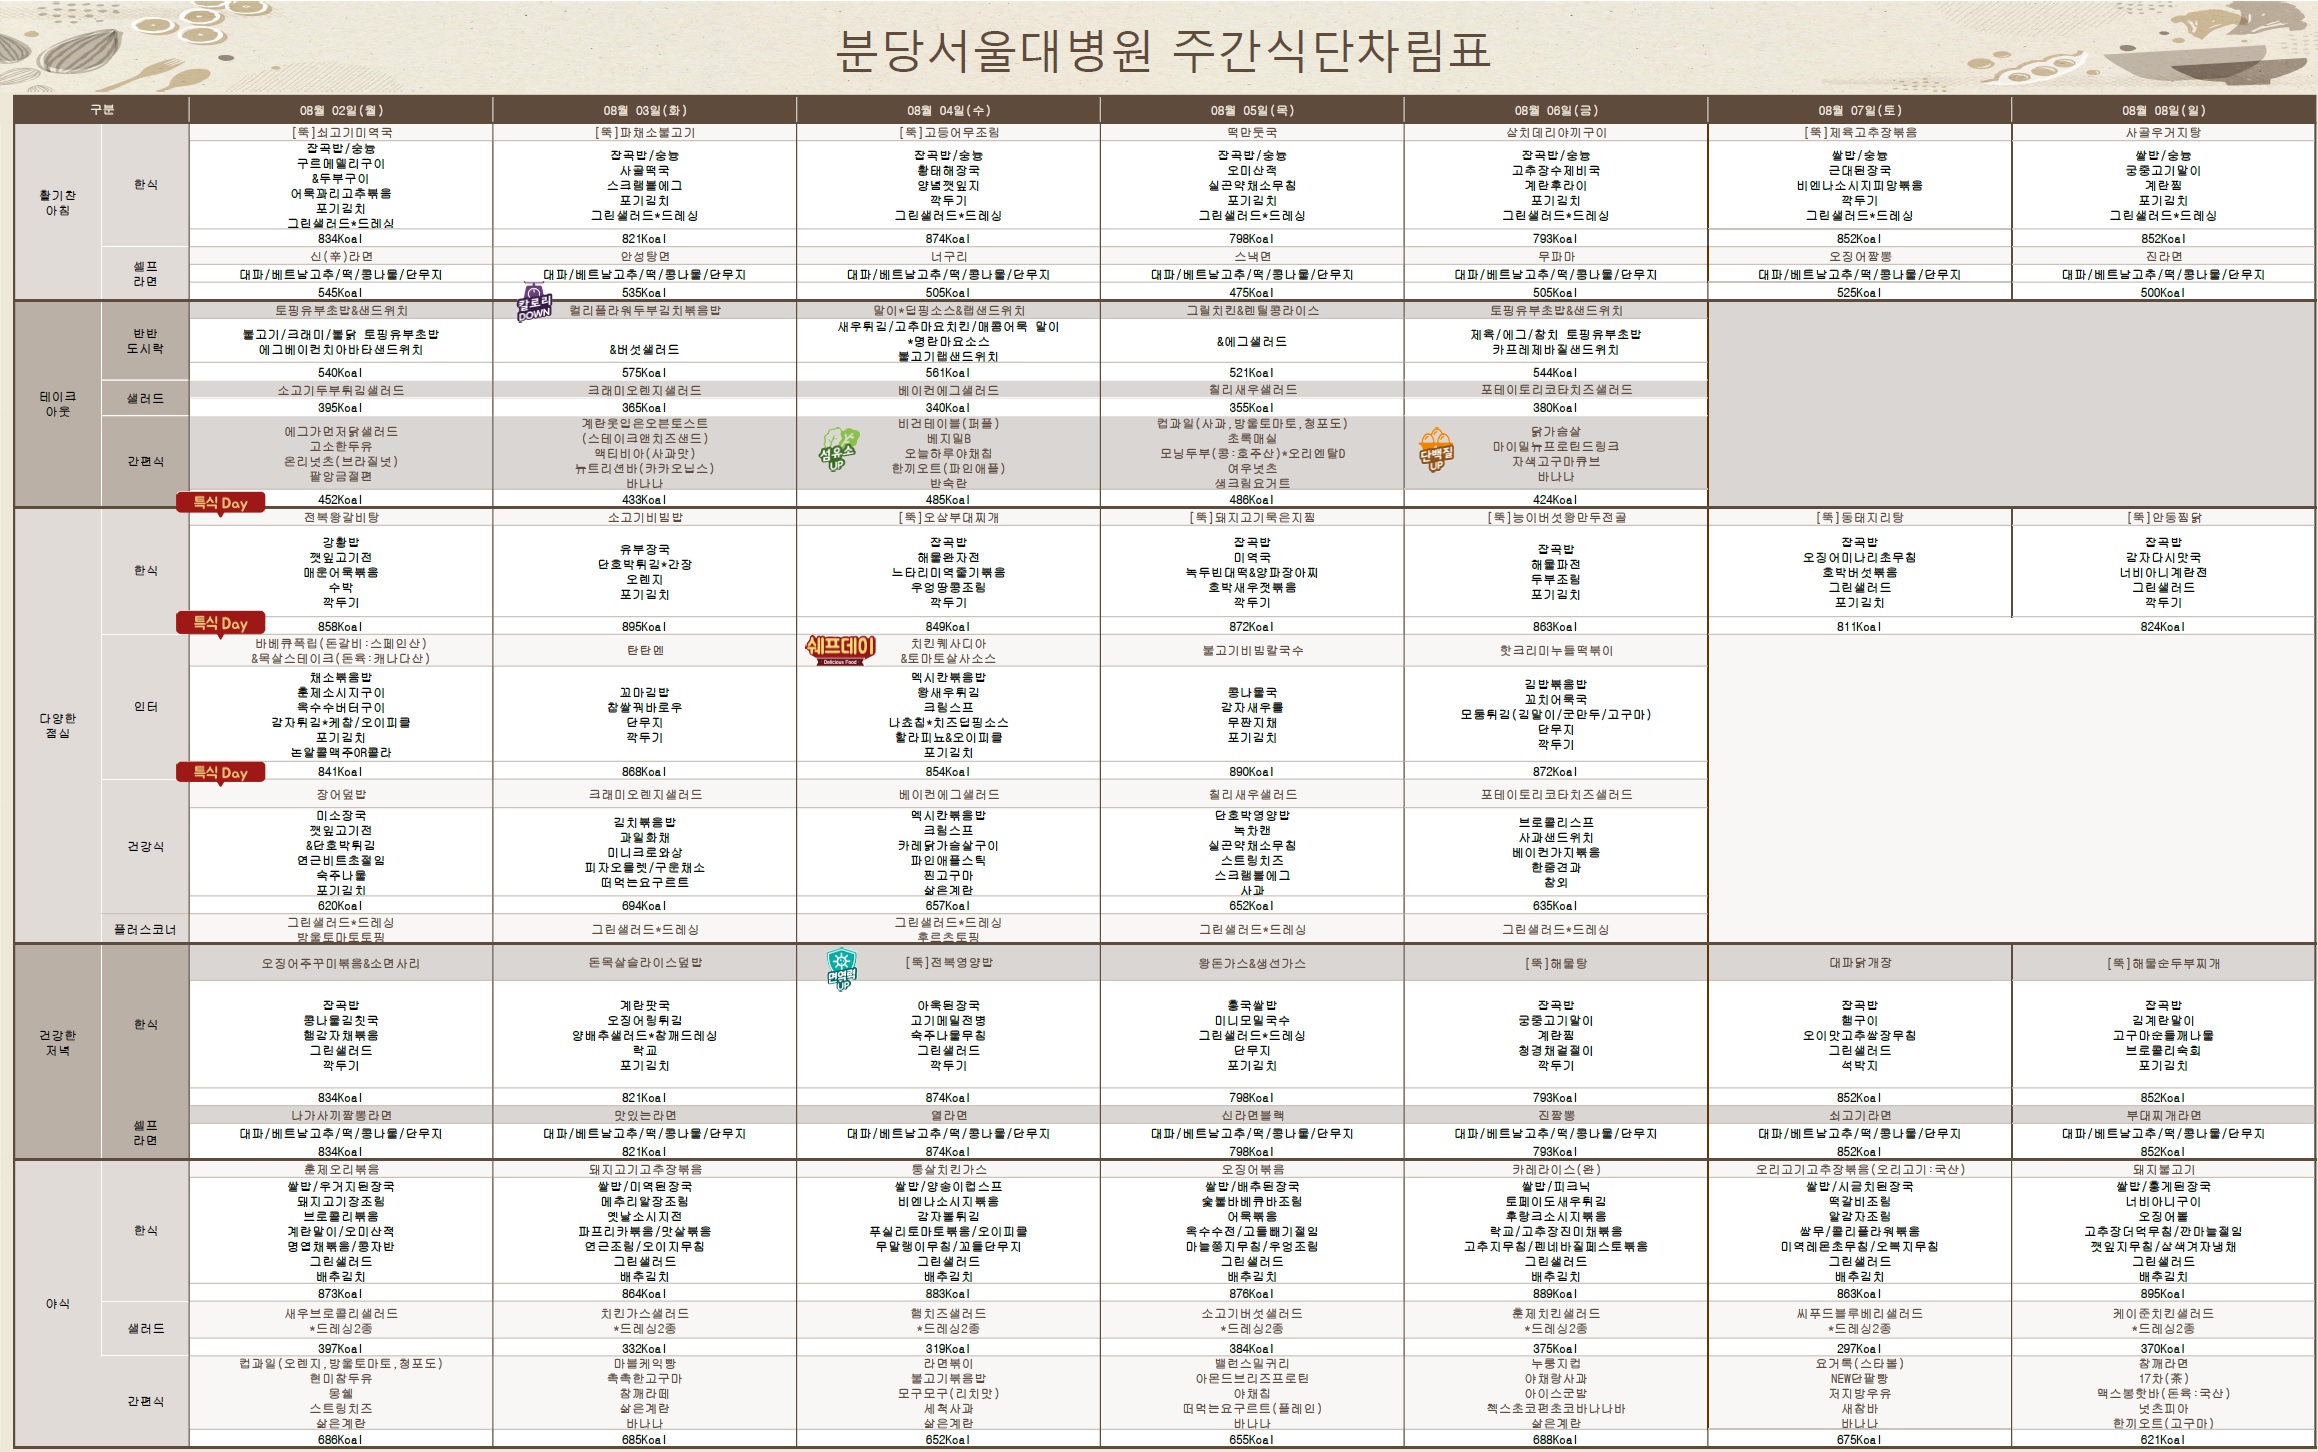 분당서울대병원 주간식단차림표
구분
08월 02일(월)
08월 03일(화)
08월 04일(수)
08월 05일(목)
08월 06일(금)
08월 07일(토)
08월 08일(일)
활기찬
아침
한식
[뚝]쇠고기미역국
잡곡밥/숭늉
구르메델리구이
&두부구이
어묵꽈리고추볶음
포기김치
그린샐러드*드레싱
834Kcal
[뚝]파채소불고기
잡곡밥/숭늉
사골떡국
스크램블에그
포기김치
그린샐러드*드레싱
821Kcal
[뚝]고등어무조림
잡곡밥/숭늉
황태해장국
양념깻잎지
깍두기
그린샐러드*드레싱
874Kcal
떡만둣국
잡곡밥/숭늉
오미산적
실곤약채소무침
포기김치
그린샐러드*드레싱
798Kcal
삼치데리야끼구이
잡곡밥/숭늉
고추장수제비국
계란후라이
포기김치
그린샐러드*드레싱
793Kcal
[뚝]제육고추장볶음
쌀밥/숭늉
근대된장국
비엔나소시지피망볶음
깍두기
그린샐러드*드레싱
852Kcal
사골우거지탕
쌀밥/숭늉
궁중고기말이
계란찜
포기김치
그린샐러드*드레싱
852Kcal
셀프
라면
신(辛)라면
대파/베트남고추/떡/콩나물/단무지
545Kcal
안성탕면
대파/베트남고추/떡/콩나물/단무지
535Kcal
너구리
대파/베트남고추/떡/콩나물/단무지
505Kcal
스낵면
대파/베트남고추/떡/콩나물/단무지
475Kcal
무파마
대파/베트남고추/떡/콩나물/단무지
505Kcal
오징어짬뽕
대파/베트남고추/떡/콩나물/단무지
525Kcal
진라면
대파/베트남고추/떡/콩나물/단무지
500Kcal
테이크
아웃
반반
도시락
토핑유부초밥&샌드위치
불고기/크래미/불닭 토핑유부초밥
에그베이컨치아바타샌드위치
540Kcal
칼로리
DOWN
컬리플라워두부김치볶음밥
&버섯샐러드
575Kcal
말이*딥핑소스&랩샌드위치
새우튀김/고추마요치킨/매콤어묵 말이
*명란마요소스
불고기랩샌드위치
561Kcal
그릴치킨&렌틸콩라이스
&에그샐러드
521Kcal
토핑유부초밥&샌드위치
제육/에그/참치 토핑유부초밥
카프레제바질샌드위치
544Kcal
샐러드
소고기두부튀김샐러드
395Kcal
크래미오렌지샐러드
365Kcal
베이컨에그샐러드
340Kcal
칠리새우샐러드
355Kcal
포테이토리코타치즈샐러드
380Kcal
간편식
에그가먼저닭샐러드
고소한두유
온리넛츠(브라질넛)
팥앙금절편
452Kcal
계란옷입은오븐토스트
(스테이크앤치즈샌드)
액티비아(사과맛)
뉴트리션바(카카오닙스)
바나나
433Kcal
섬유소
UP
비건테이블(퍼플)
베지밀B
오늘하루야채칩
한끼오트(파인애플)
반숙란
485Kcal
컵과일(사과,방울토마토,청포도)
초록매실
모닝두부(콩:호주산)*오리엔탈D
여우넛츠
생크림요거트
486Kcal
단백질
UP
닭가슴살
마이밀뉴프로틴드링크
자색고구마큐브
바나나
424Kcal
다양한
점심
한식
특식 Day
전복왕갈비탕
강황밥
깻잎고기전
매운어묵볶음
수박
깍두기
858Kcal
소고기비빔밥
유부장국
단호박튀김*간장
오렌지
포기김치
895Kcal
[뚝]오삼부대찌개
잡곡밥
해물완자전
느타리미역줄기볶음
우엉땅콩조림
깍두기
849Kcal
[뚝]돼지고기묵은지찜
잡곡밥
미역국
녹두빈대떡&양파장아찌
호박새우젓볶음
깍두기
872Kcal
[뚝]능이버섯왕만두전골
잡곡밥
해물파전
두부조림
포기김치
863Kcal
[뚝]동태지리탕
잡곡밥
오징어미나리초무침
호박버섯볶음
그린샐러드
포기김치
811Kcal
[뚝]안동찜닭
잡곡밥
감자다시맛국
너비아니계란전
그린샐러드
깍두기
824Kcal
인터
특식 Day
바베큐폭립(돈갈비:스페인산)
&목살스테이크(돈육:캐나다산)
채소볶음밥
훈제소시지구이
옥수수버터구이
감자튀김*케찹/오이피클
포기김치
논알콜맥주OR콜라
841Kcal
탄탄멘
꼬마김밥
찹쌀꿔바로우
단무지
깍두기
868Kcal
쉐프데이
Delicious Food
치킨퀘사디아
&토마토살사소스
멕시칸볶음밥
왕새우튀김
크림스프
나쵸칩*치즈딥핑소스
할라피뇨&오이피클
포기김치
854Kcal
불고기비빔칼국수
콩나물국
감자새우롤
무짠지채
포기김치
890Kcal
핫크리미누들떡볶이
김밥볶음밥
꼬치어묵국
모둠튀김(김말이/군만두/고구마)
단무지
깍두기
872Kcal
건강식
특식 Day
장어덮밥
미소장국
깻잎고기전
&단호박튀김
연근비트초절임
숙주나물
포기김치
620Kcal
크래미오렌지샐러드
김치볶음밥
과일화채
미니크로와상
피자오믈렛/구운채소
떠먹는요구르트
694Kcal
베이컨에그샐러드
멕시칸볶음밥
크림스프
카레닭가슴살구이
파인애플스틱
찐고구마
삶은계란
657Kcal
칠리새우샐러드
단호박영양밥
녹차캔
실곤약채소무침
스트링치즈
스크램블에그
사과
652Kcal
포테이토리코타치즈샐러드
브로콜리스프
사과샌드위치
베이컨가지볶음
한줌견과
참외
635Kcal
플러스코너
그린샐러드*드레싱
방울토마토토핑
그린샐러드*드레싱
그린샐러드*드레싱
후르츠토핑
그린샐러드*드레싱
그린샐러드*드레싱
건강한
저녁
한식
오징어주꾸미볶음&소면사리
잡곡밥
콩나물김칫국
햄감자채볶음
그린샐러드
깍두기
834Kcal
돈목살슬라이스덮밥
계란팟국
오징어링튀김
양배추샐러드*참깨드레싱
락교
포기김치
821Kcal
면역력
UP
[뚝]전복영양밥
아욱된장국
고기메밀전병
숙주나물무침
그린샐러드
깍두기
874Kcal
왕돈가스&생선가스
홍국쌀밥
미니모밀국수
그린샐러드*드레싱
단무지
포기김치
798Kcal
[뚝]해물탕
잡곡밥
궁중고기말이
계란찜
청경채겉절이
깍두기
793Kcal
대파닭개장
잡곡밥
햄구이
오이맛고추쌈장무침
그린샐러드
석박지
852Kcal
[뚝]해물순두부찌개
잡곡밥
김계란말이
고구마순들깨나물
브로콜리숙회
포기김치
852Kcal
셀프
라면
나가사끼짬뽕라면
대파/베트남고추/떡/콩나물/단무지
834Kcal
맛있는라면
대파/베트남고추/떡/콩나물/단무지
821Kcal
열라면
대파/베트남고추/떡/콩나물/단무지
874Kcal
신라면블랙
대파/베트남고추/떡/콩나물/단무지
798Kcal
진짬뽕
대파/베트남고추/떡/콩나물/단무지
793Kcal
쇠고기라면
대파/베트남고추/떡/콩나물/단무지
852Kcal
부대찌개라면
대파/베트남고추/떡/콩나물/단무지
852Kcal
야식
한식
훈제오리볶음
쌀밥/우거지된장국
돼지고기장조림
브로콜리볶음
계란말이/오미산적
명엽채볶음/콩자반
그린샐러드
배추김치
873Kcal
돼지고기고추장볶음
쌀밥/미역된장국
메추리알장조림
옛날소시지전
파프리카볶음/맛살볶음
연근조림/오이지무침
그린샐러드
배추김치
864Kcal
통살치킨가스
쌀밥/양송이컵스프
비엔나소시지볶음
감자볼튀김
푸실리토마토볶음/오이피클
무말랭이무침/꼬들단무지
그린샐러드
배추김치
883Kcal
오징어볶음
쌀밥/배추된장국
숯불바베큐바조림
어묵볶음
옥수수전/고들빼기절임
마늘쫑지무침/우엉조림
그린샐러드
배추김치
876Kcal
카레라이스(완)
쌀밥/피크닉
토페이도새우튀김
후랑크소시지볶음
락교/고추장진미채볶음
고추지무침/펜네바질페스토볶음
그린샐러드
배추김치
889Kcal
오리고기고추장볶음(오리고기:국산)
쌀밥/시금치된장국
떡갈비조림
알감자조림
쌈무/콜리플라워볶음
미역레몬초무침/오복지무침
그린샐러드
배추김치
863Kcal
돼지불고기
쌀밥/홍게된장국
너비아니구이
오징어볼
고추장더덕무침/깐마늘절임
깻잎지무침/삼색겨자냉채
그린샐러드
배추김치
895Kcal
샐러드
새우브로콜리샐러드
*드레싱2종
397Kcal
치킨가스샐러드
*드레싱2종
332Kcal
햄치즈샐러드
*드레싱2종
319Kcal
소고기버섯샐러드
*드레싱2종
384Kcal
훈제치킨샐러드
*드레싱2종
375Kcal
씨푸드블루베리샐러드
*드레싱2종
297Kcal
케이준치킨샐러드
*드레싱2종
370Kcal
간편식
컵과일(오렌지,방울토마토,청포도)
현미참두유
몽쉘
스트링치즈
삶은계란
686Kcal
마블케익빵
촉촉한고구마
참깨라떼
삶은계란
바나나
685Kcal
라면볶이
불고기볶음밥
모구모구(리치맛)
세척사과
삶은계란
652Kcal
밸런스밀귀리
아몬드브리즈프로틴
야채칩
떠먹는요구르트(플레인)
바나나
655Kcal
누룽지컵
야채랑사과
아이스군밤
첵스초코편초코바나나바
삶은계란
688Kcal
요거톡(스타볼)
NEW단팥빵
저지방우유
새참바
바나나
675Kcal
참깨라면
17차(茶)
맥스봉핫바(돈육:국산)
넛츠피아
한끼오트(고구마)
621Kcal